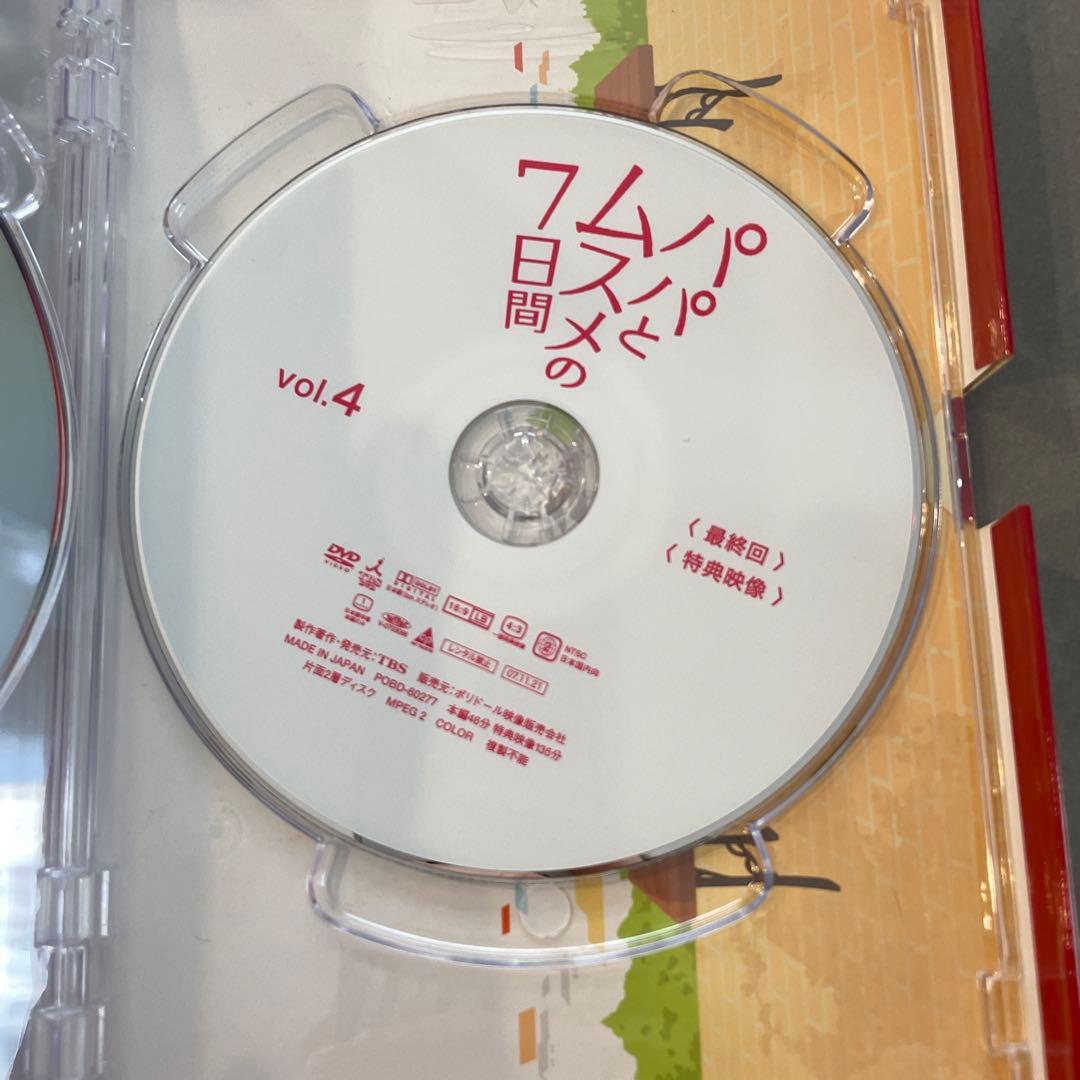 パパと
ムスメの
7日間
vol.4
〈 最終回 〉
〈 特典映像 〉
DVD
VIDEO
DOLBY
DIGITAL
16:9 LB
4:3
2
NTSC
日本国内向
レンタル禁止
07.11.21
製作著作・発売元:TBS 販売元:ポリドール映像販売会社
MADE IN JAPAN POBD-60277 本編46分 特典映像135分
片面2層ディスク MPEG 2 COLOR 複製不能